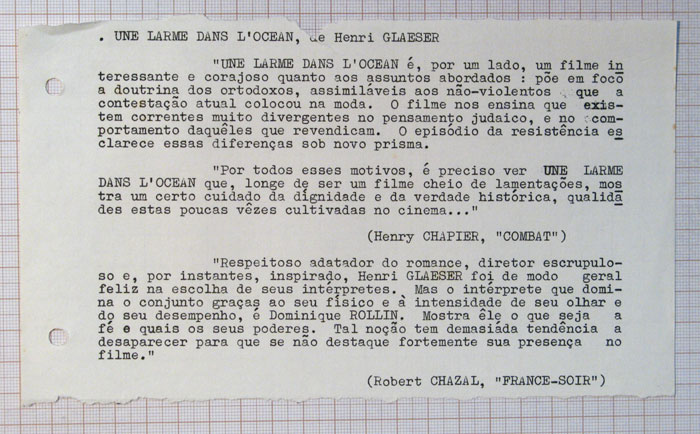 . UNE LARME DANS L'OCEAN, de Henri GLAESER
"UNE LARME DANS L'OCEAN é, por um lado, um filme in
teressante e corajoso quanto aos assuntos abordados : põe em foco
a doutrina dos ortodoxos, assimiláveis aos não-violentos que a
contestação atual colocou na moda. O filme nos ensina que exis-
tem correntes muito divergentes no pensamento judaico, e no com-
portamento daquêles que revendicam. O episódio da resistência es
clarece essas diferenças sob novo prisma.
"Por todos esses motivos, é preciso ver UNE LARME
DANS L'OCEAN que, longe de ser um filme cheio de lamentações, mos
tra um certo cuidado da dignidade e da verdade histórica, qualida
des estas poucas vêzes cultivadas no cinema..."
(Henry CHAPIER, "COMBAT")
"Respeitoso adatador do romance, diretor escrupulo-
so e, por instantes, inspirado, Henri GLAESER foi de modo geral
feliz na escolha de seus intérpretes. Mas o intérprete que domi-
na o conjunto graças ao seu físico e à intensidade de seu olhar e
do seu desempenho, é Dominique ROLLIN. Mostra êle o que seja a
fé e quais os seus poderes. Tal noção tem demasiáda tendência a
desaparecer para que se não destaque fortemente sua presença no
filme."
(Robert CHAZAL, "FRANCE-SOIR")